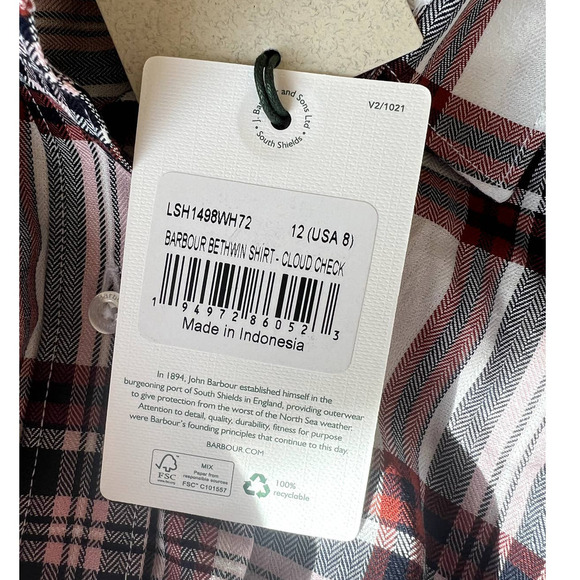 V2/1021
J. Barbour and Sons Ltd
• South Shields •
LSH1498WH72 12 (USA 8)
BARBOUR BETHWIN SHIRT - CLOUD CHECK
1 94972 86052 3
Made in Indonesia
In 1894, John Barbour established himself in the
burgeoning port of South Shields in England, providing outerwear
to give protection from the worst of the North Sea weather.
Attention to detail, quality, durability, fitness for purpose
were Barbour's founding principles that continue to this day.
BARBOUR.COM
FSC
www.fsc.org
MIX
Paper from
responsible sources
FSC® C101557
100%
recyclable